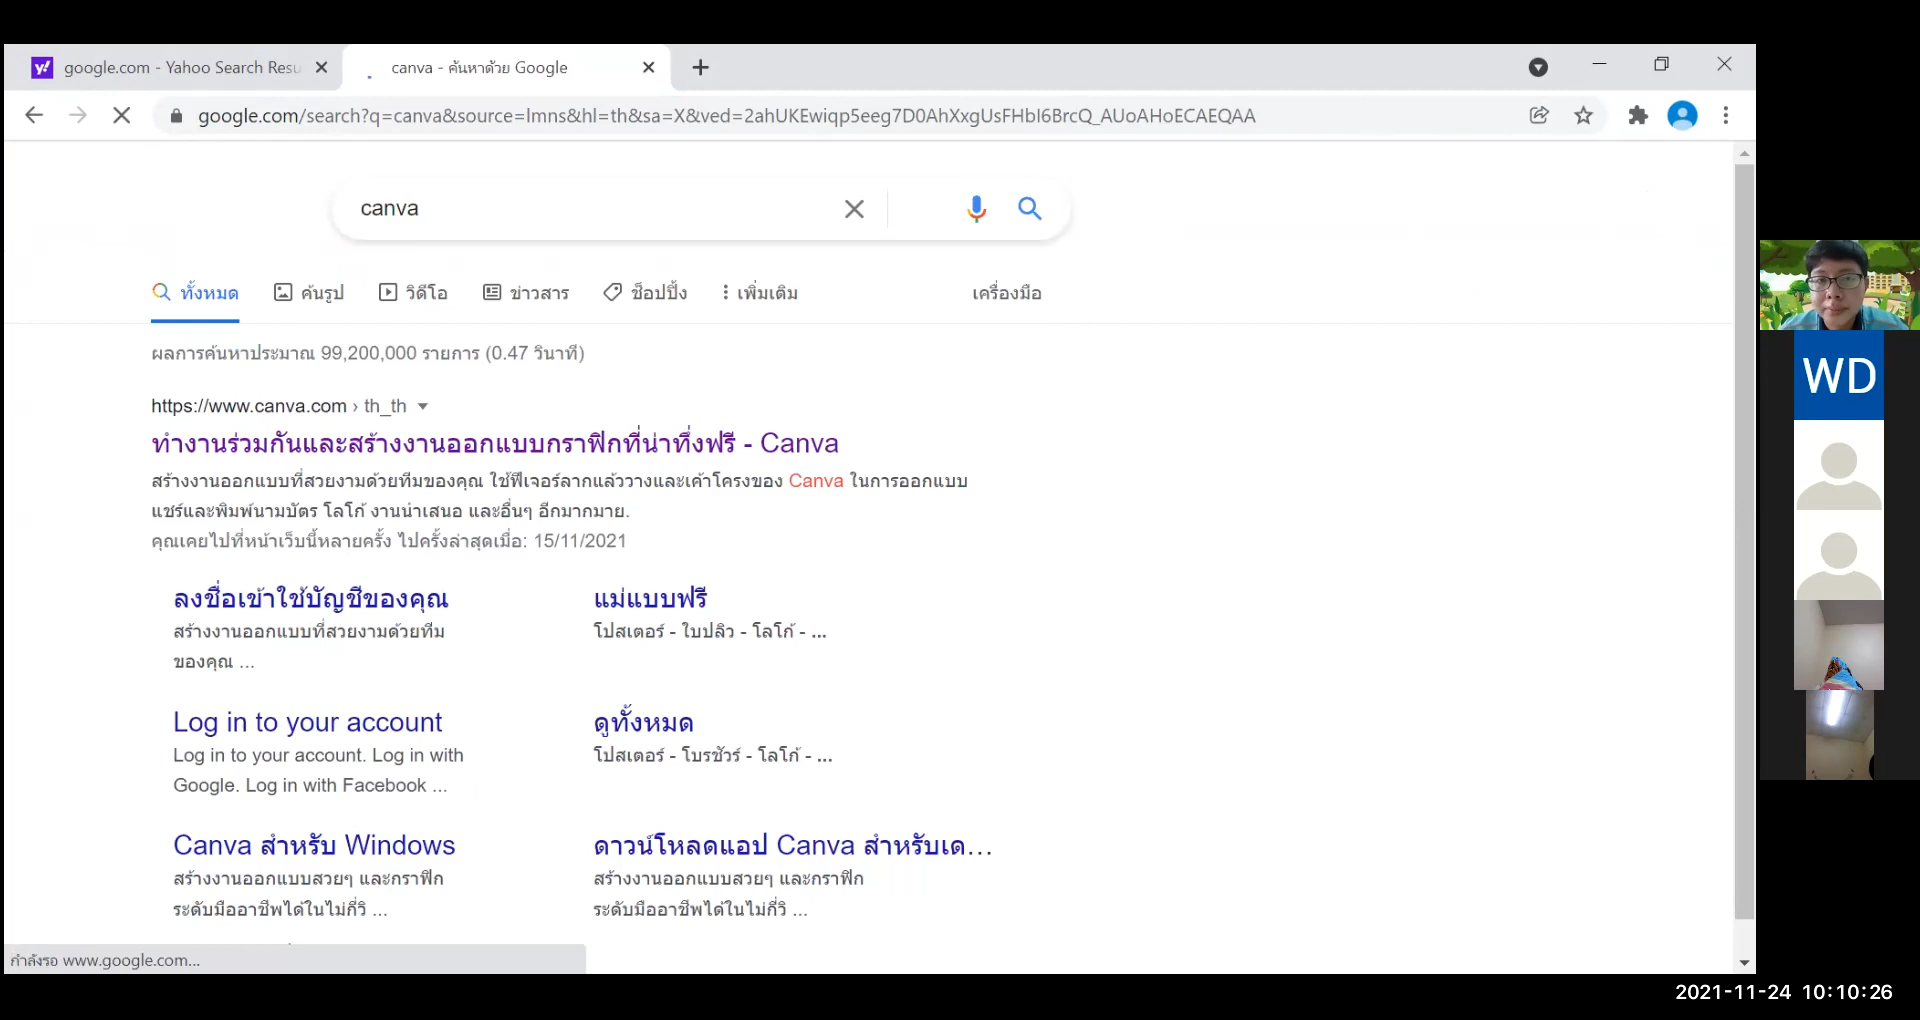 google.com - Yahoo Search Resu
canva - ค้นหาด้วย Google
google.com/search?q=canva&source=lmns&hl=th&sa=X&ved=2ahUKEwiqp5eeg7D0AhXxgUsFHbI6BrcQ_AUoAHoECAEQAA
canva
ทั้งหมด ค้นรูป วิดีโอ ข่าวสาร ช็อปปิ้ง เพิ่มเติม เครื่องมือ
ผลการค้นหาประมาณ 99,200,000 รายการ (0.47 วินาที)
https://www.canva.com › th_th
ทำงานร่วมกันและสร้างงานออกแบบกราฟิกที่น่าทึ่งฟรี - Canva
สร้างงานออกแบบที่สวยงามด้วยทีมของคุณ ใช้ฟีเจอร์ลากแล้ววางและเค้าโครงของ Canva ในการออกแบบ
แชร์และพิมพ์นามบัตร โลโก้ งานนำเสนอ และอื่นๆ อีกมากมาย.
คุณเคยไปที่หน้าเว็บนี้หลายครั้ง ไปครั้งล่าสุดเมื่อ: 15/11/2021
ลงชื่อเข้าใช้บัญชีของคุณ
สร้างงานออกแบบที่สวยงามด้วยทีม
ของคุณ ...
แม่แบบฟรี
โปสเตอร์ - ใบปลิว - โลโก้ - ...
Log in to your account
Log in to your account. Log in with
Google. Log in with Facebook ...
ดูทั้งหมด
โปสเตอร์ - โบรชัวร์ - โลโก้ - ...
Canva สำหรับ Windows
สร้างงานออกแบบสวยๆ และกราฟิก
ระดับมืออาชีพได้ในไม่กี่วิ ...
ดาวน์โหลดแอป Canva สำหรับเด...
สร้างงานออกแบบสวยๆ และกราฟิก
ระดับมืออาชีพได้ในไม่กี่วิ ...
กำลังรอ www.google.com...
WD
2021-11-24 10:10:26